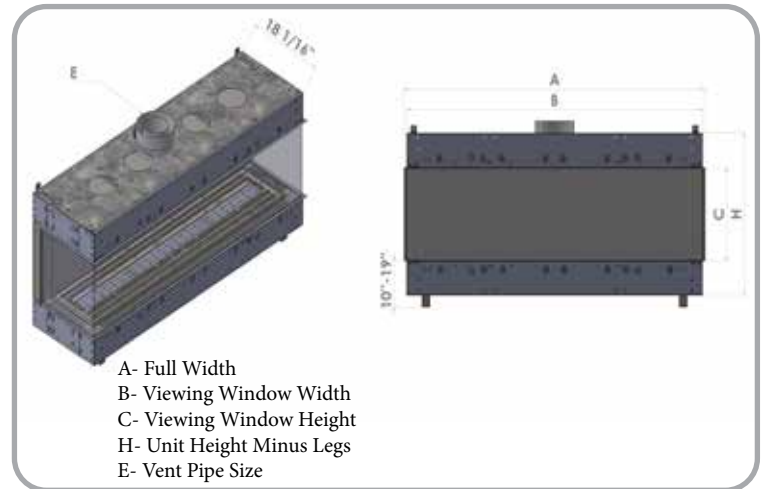 18 1/16"
E
A
B
C
H
10"-19"
A- Full Width
B- Viewing Window Width
C- Viewing Window Height
H- Unit Height Minus Legs
E- Vent Pipe Size